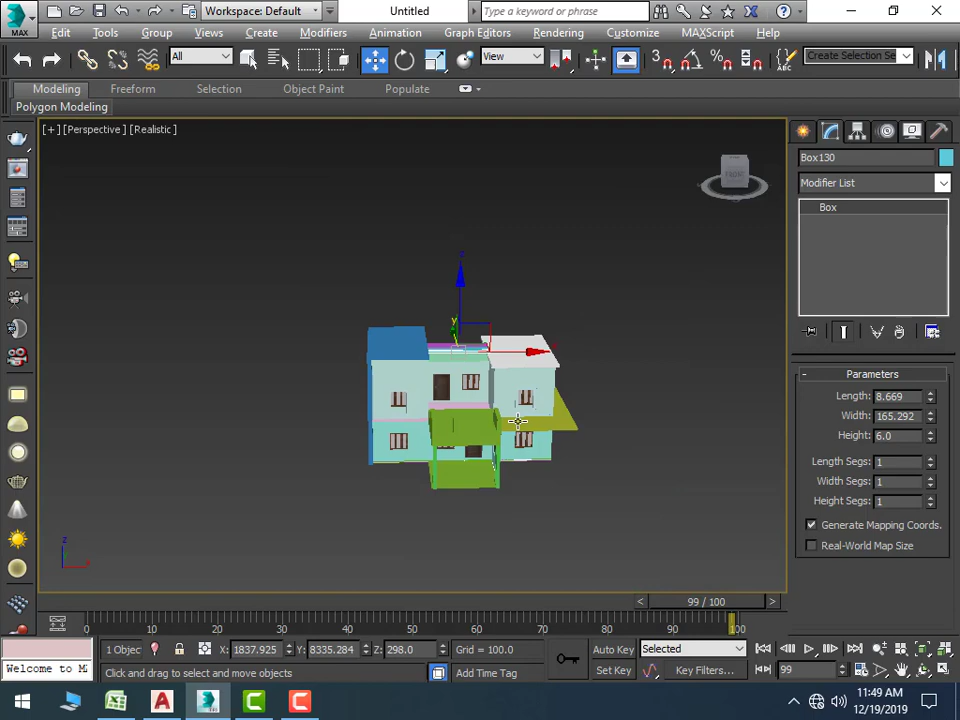 MAX
Workspace: Default
Untitled
Type a keyword or phrase
Edit Tools Group Views Create Modifiers Animation Graph Editors Rendering Customize MAXScript Help
All
View
3
%
Create Selection Se
Modeling Freeform Selection Object Paint Populate
Polygon Modeling
[+] [Perspective] [Realistic]
FRONT
Box130
Modifier List
Box
Parameters
Length: 8.669
Width: 165.292
Height: 6.0
Length Segs: 1
Width Segs: 1
Height Segs: 1
Generate Mapping Coords.
Real-World Map Size
z
y
z
x
< 99 / 100 >
0 10 20 30 40 50 60 70 80 90 100
1 Objec X: 1837.925 Y: 8335.284 Z: 298.0 Grid = 100.0 Auto Key Selected
Welcome to M Click and drag to select and move objects Add Time Tag Set Key Key Filters... 99
11:49 AM
12/19/2019